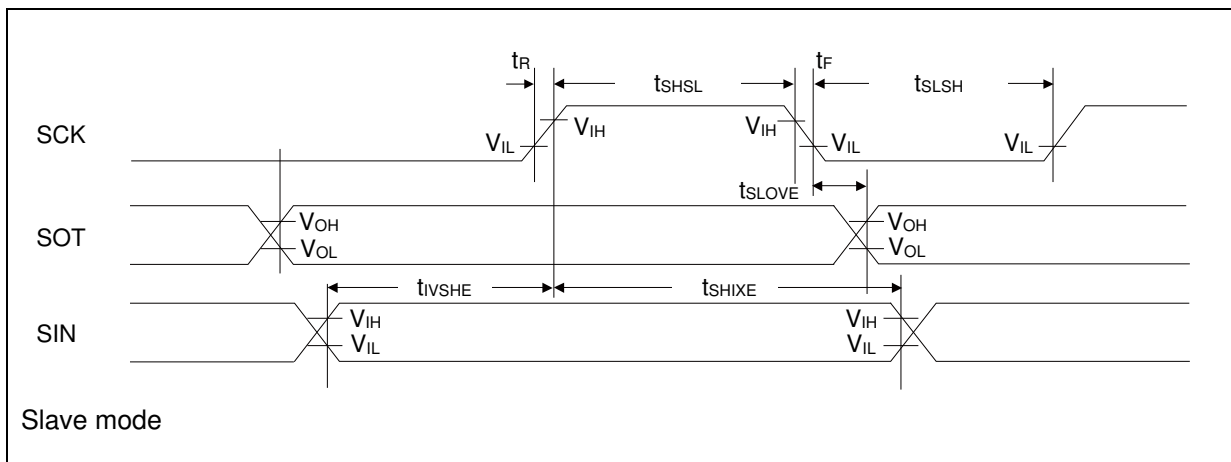 tR tSHSL tF tSLSH
SCK VIL VIH VIH VIL VIL
tSLOVE
SOT VOH VOL VOH VOL
tIVSHE tSHIXE
SIN VIH VIL VIH VIL
Slave mode